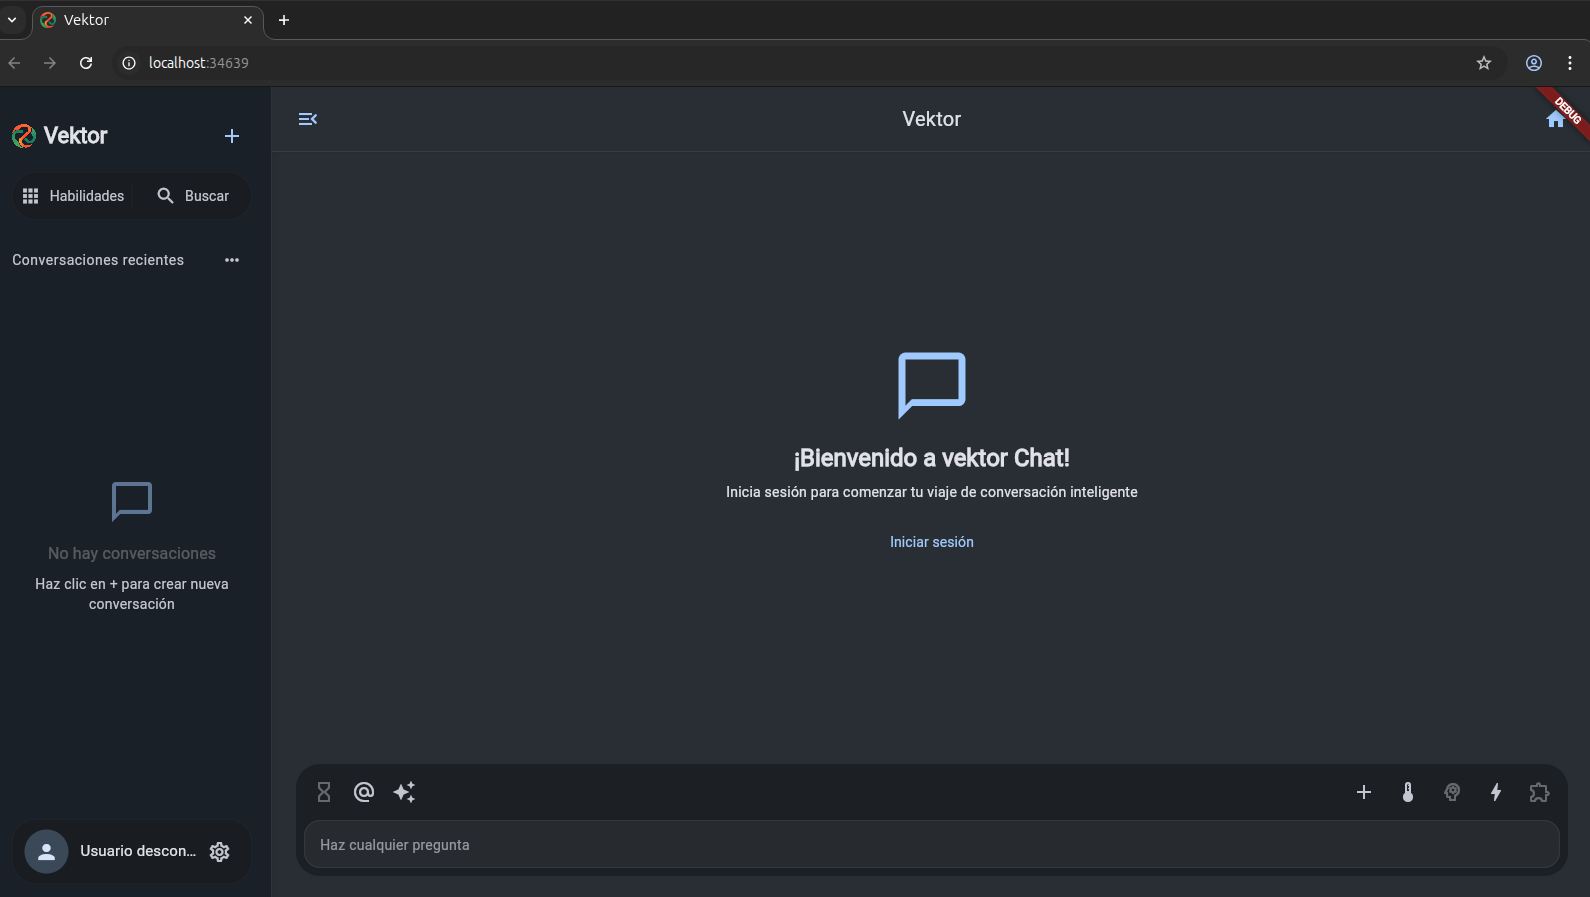 Vektor
localhost:34639
Vektor
Habilidades
Buscar
Conversaciones recientes
No hay conversaciones
Haz clic en + para crear nueva
conversación
Usuario descon...
Vektor
DEBUG
¡Bienvenido a vektor Chat!
Inicia sesión para comenzar tu viaje de conversación inteligente
Iniciar sesión
Haz cualquier pregunta